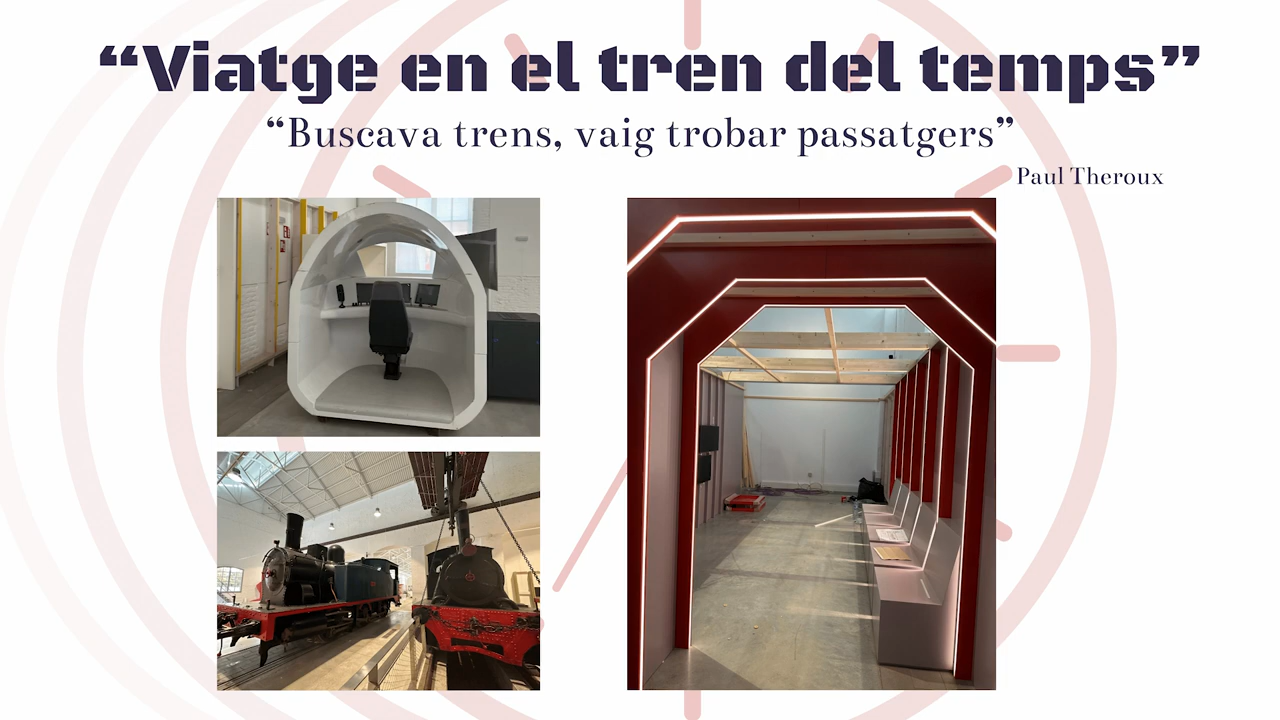 “Viatge en el tren del temps”
“Buscava trens, vaig trobar passatgers”
Paul Theroux